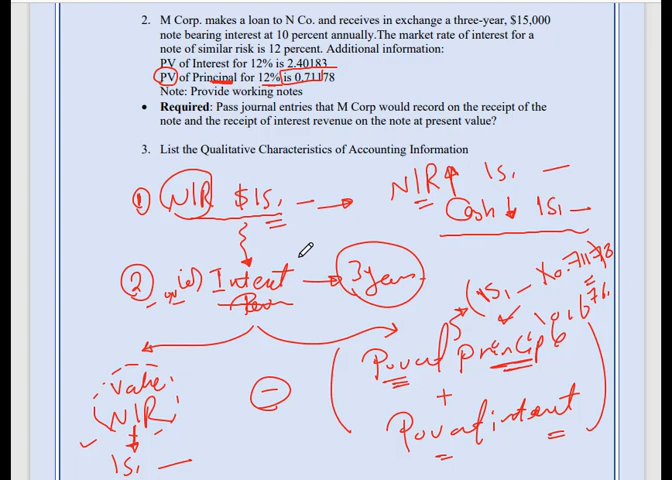 2. M Corp. makes a loan to N Co. and receives in exchange a three-year, $15,000
note bearing interest at 10 percent annually.The market rate of interest for a
note of similar risk is 12 percent. Additional information:
PV of Interest for 12% is 2.40183
PV of Principal for 12% is 0.71178
Note: Provide working notes
• Required: Pass journal entries that M Corp would record on the receipt of the
note and the receipt of interest revenue on the note at present value?
3. List the Qualitative Characteristics of Accounting Information
① N/R $15,
N/R ↑ 15, —
Cash ↓ 15, —
②
3 years
(15, — X 0.71178
Value
N/R
15, —
P.v of principle
+
P.v of interest